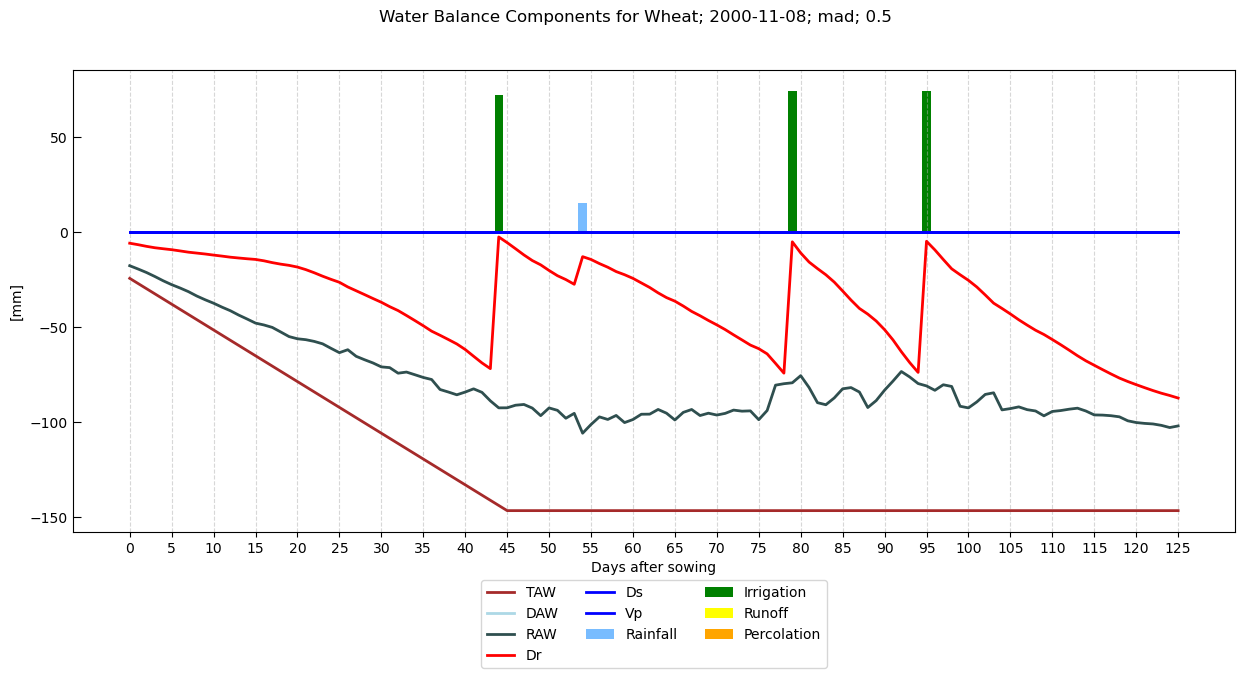 Water Balance Components for Wheat; 2000-11-08; mad; 0.5
50
0
−50
−100
−150
[mm]
0 5 10 15 20 25 30 35 40 45 50 55 60 65 70 75 80 85 90 95 100 105 110 115 120 125
Days after sowing
TAW Ds Irrigation
DAW Vp Runoff
RAW Rainfall Percolation
Dr